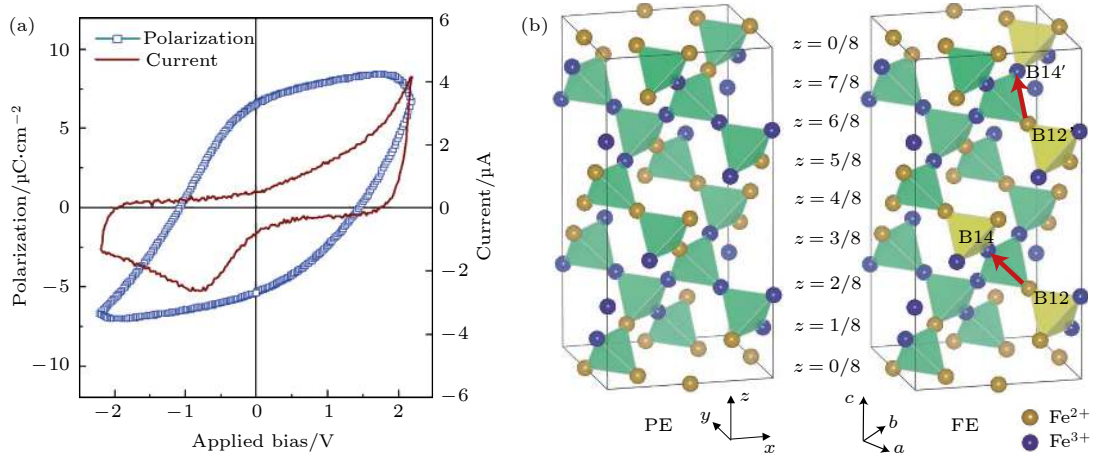 (a)
Polarization
Current
Polarization/µC·cm⁻²
10
5
0
−5
−10
Current/µA
6
4
2
0
−2
−4
−6
−2
−1
0
1
2
Applied bias/V
(b)
z = 0/8
z = 7/8
z = 6/8
z = 5/8
z = 4/8
z = 3/8
z = 2/8
z = 1/8
z = 0/8
B14′
B12′
B14
B12
PE
z
y
x
c
b
a
FE
Fe²⁺
Fe³⁺